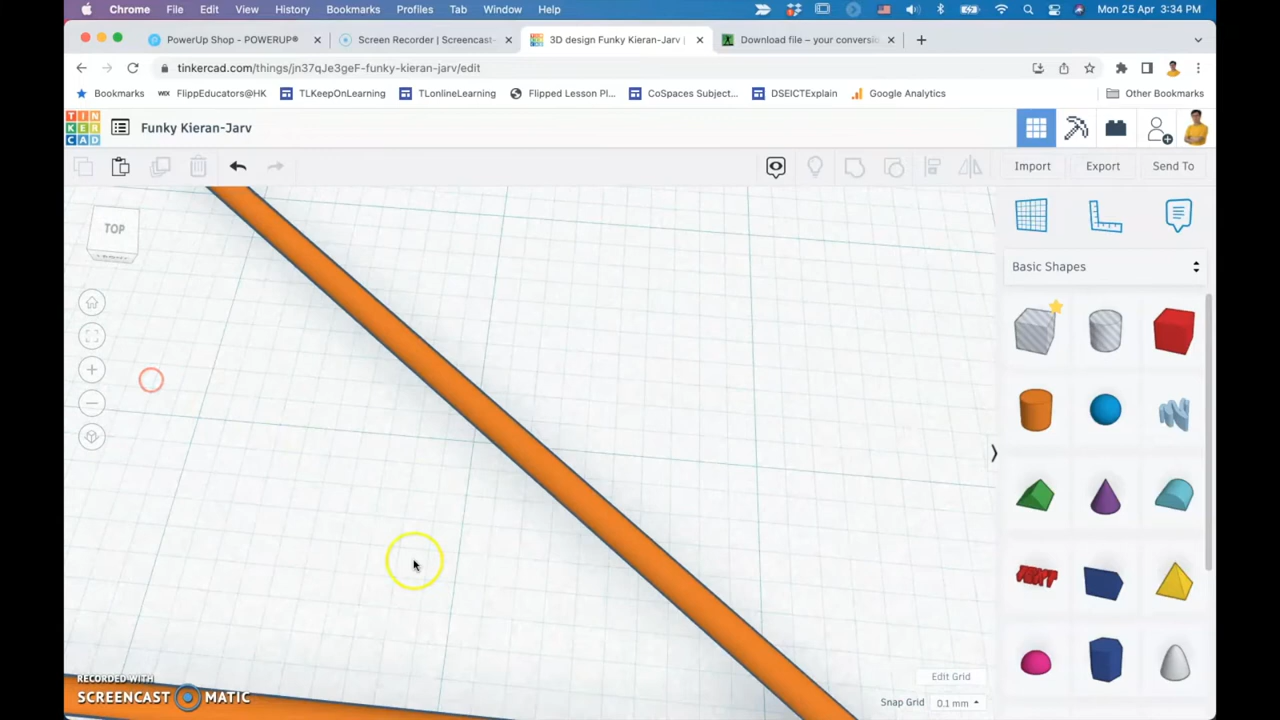 Chrome File Edit View History Bookmarks Profiles Tab Window Help Mon 25 Apr 3:34 PM
PowerUp Shop - POWERUP® Screen Recorder | Screencast- 3D design Funky Kieran-Jarv | Download file – your conversi
tinkercad.com/things/jn37qJe3geF-funky-kieran-jarv/edit
Bookmarks WIX FlippEducators@HK TLKeepOnLearning TLonlineLearning Flipped Lesson Pl... CoSpaces Subject... DSEICTExplain Google Analytics Other Bookmarks
TIN
KER
CAD
Funky Kieran-Jarv
Import Export Send To
TOP
Basic Shapes
TEXT
Edit Grid
Snap Grid 0.1 mm
RECORDED WITH
SCREENCAST MATIC